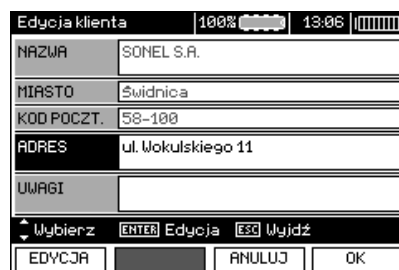 Edycja klienta 100% 13:06
NAZWA SONEL S.A.
MIASTO Świdnica
KOD POCZT. 58-100
ADRES ul. Wokulskiego 11
UWAGI
Wybierz ENTER Edycja ESC Wyjdź
EDYCJA ANULUJ OK